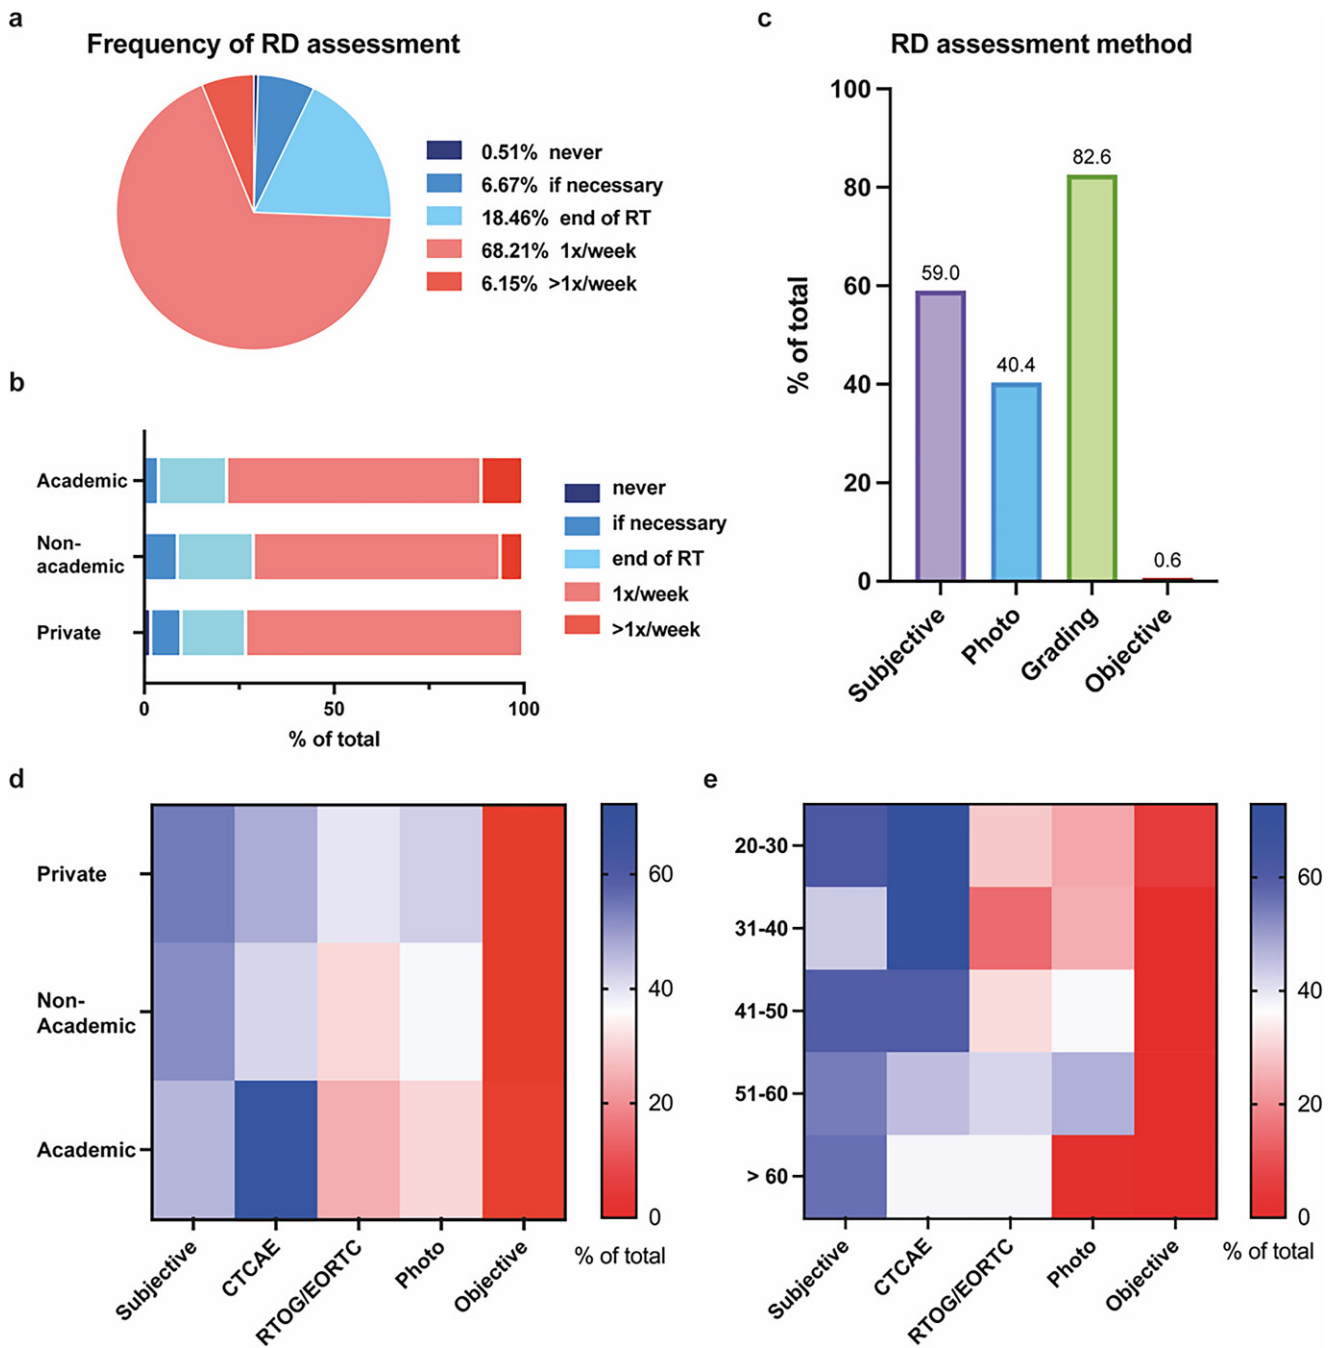 a
Frequency of RD assessment
0.51% never
6.67% if necessary
18.46% end of RT
68.21% 1x/week
6.15% >1x/week
b
Academic
Non-
academic
Private
0
50
100
% of total
never
if necessary
end of RT
1x/week
>1x/week
c
RD assessment method
100
80
60
40
20
0
% of total
59.0
40.4
82.6
0.6
Subjective
Photo
Grading
Objective
d
Private
Non-
Academic
Academic
Subjective
CTCAE
RTOG/EORTC
Photo
Objective
60
40
20
0
% of total
e
20-30
31-40
41-50
51-60
> 60
Subjective
CTCAE
RTOG/EORTC
Photo
Objective
60
40
20
0
% of total